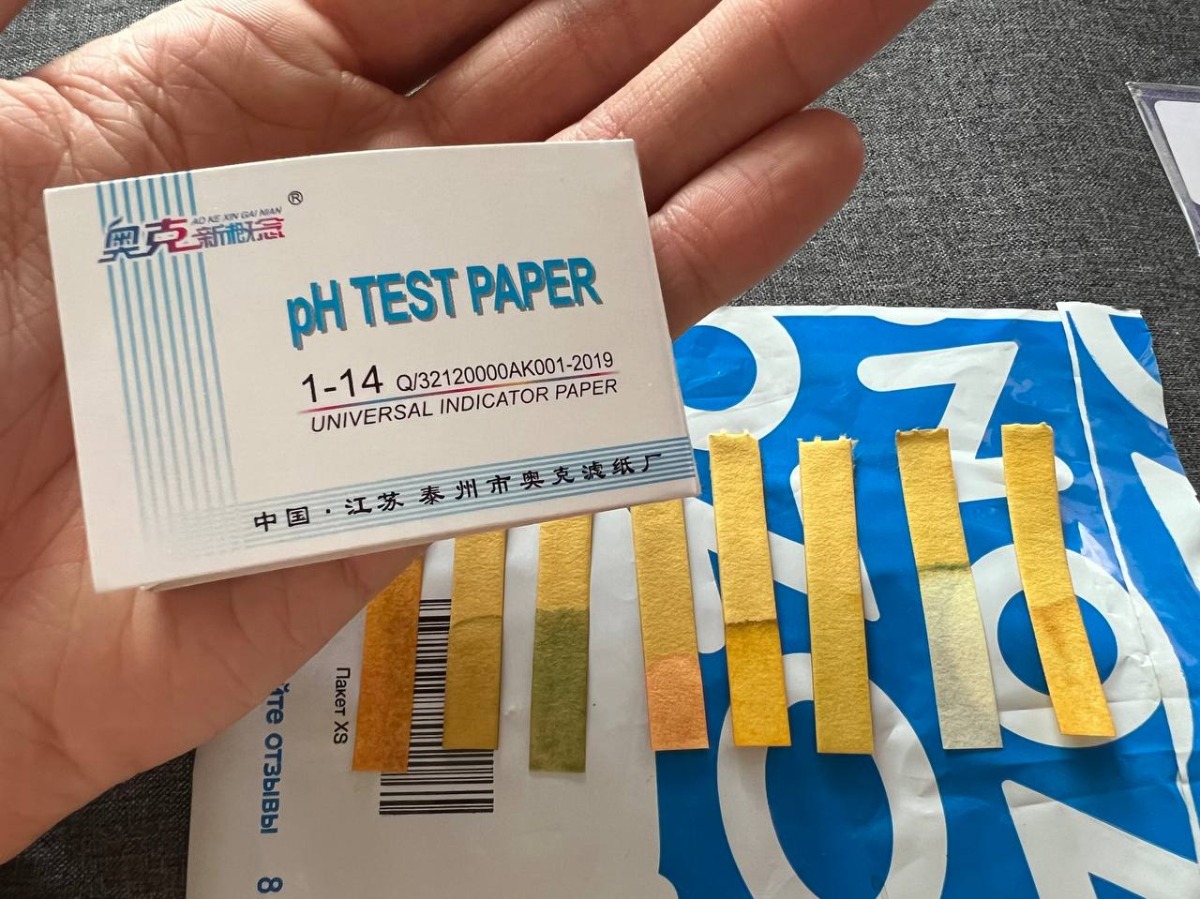 奥克新概念
AO KE XIN GAI NIAN
®
pH TEST PAPER
1-14 Q/32120000AK001-2019
UNIVERSAL INDICATOR PAPER
中国·江苏 泰州市奥克滤纸厂
Пакет XS
йте отзывы
8